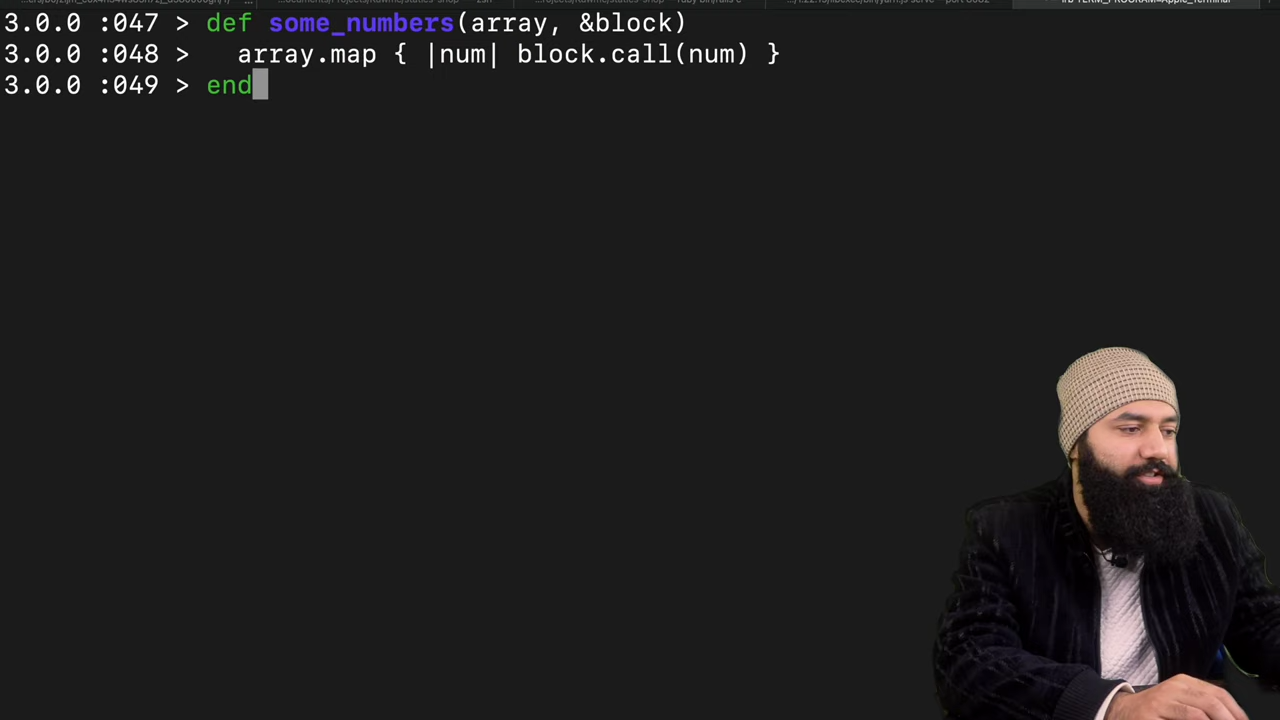 3.0.0 :047 > def some_numbers(array, &block)
3.0.0 :048 >   array.map { |num| block.call(num) }
3.0.0 :049 > end